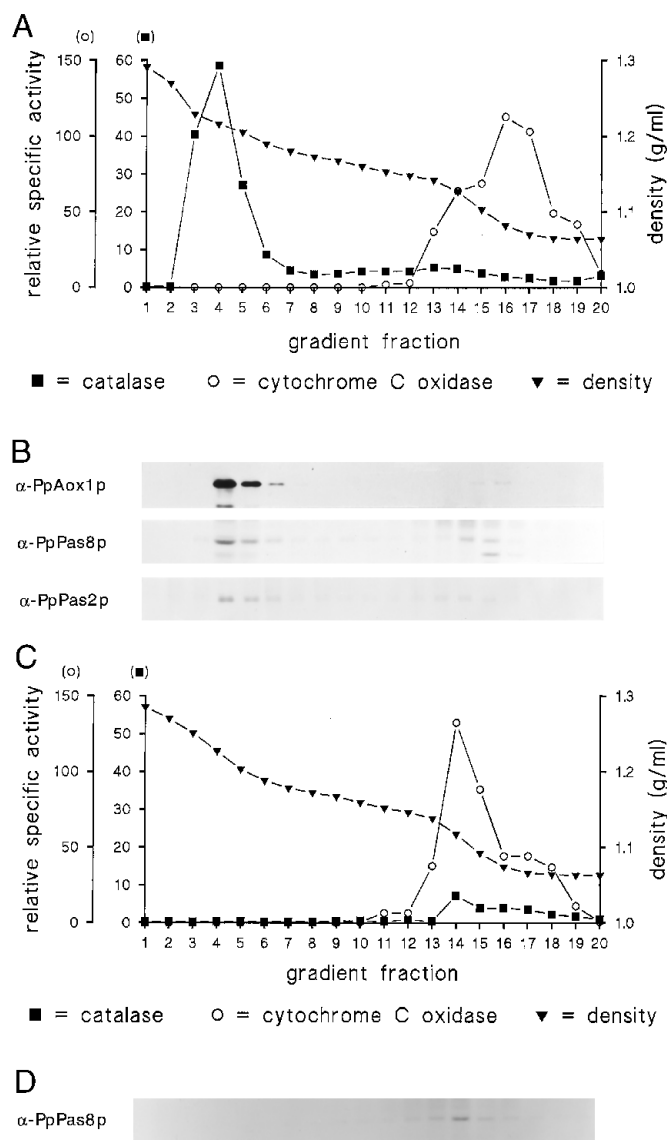 A
(○) (■)
relative specific activity
150
100
50
0
60
50
40
30
20
10
0
1.3
1.2
1.1
1.0
density (g/ml)
1 2 3 4 5 6 7 8 9 10 11 12 13 14 15 16 17 18 19 20
gradient fraction
■ = catalase ○ = cytochrome C oxidase ▼ = density
B
α-PpAox1p
α-PpPas8p
α-PpPas2p
C
(○) (■)
relative specific activity
150
100
50
0
60
50
40
30
20
10
0
1.3
1.2
1.1
1.0
density (g/ml)
1 2 3 4 5 6 7 8 9 10 11 12 13 14 15 16 17 18 19 20
gradient fraction
■ = catalase ○ = cytochrome C oxidase ▼ = density
D
α-PpPas8p